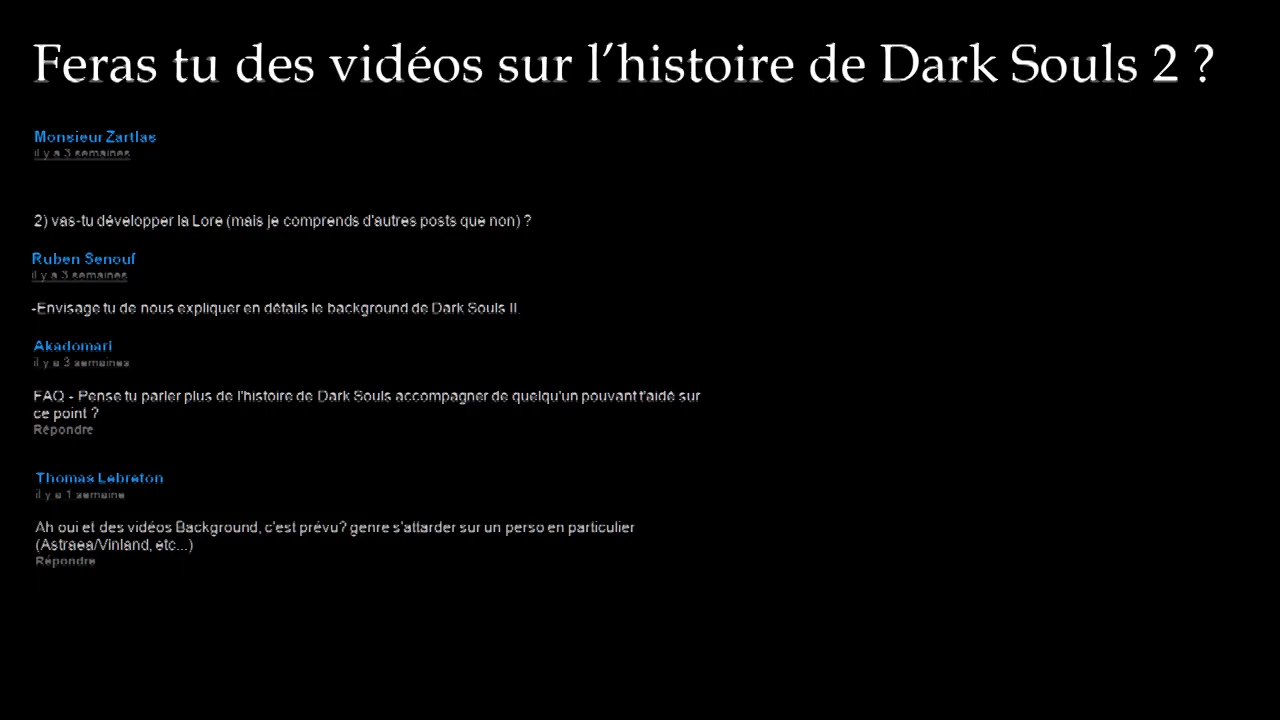 Feras tu des vidéos sur l’histoire de Dark Souls 2 ?
Monsieur Zartlas
il y a 3 semaines
2) vas-tu développer la Lore (mais je comprends d'autres posts que non) ?
Ruben Senouf
il y a 3 semaines
-Envisage tu de nous expliquer en détails le background de Dark Souls II.
Akadomari
il y a 3 semaines
FAQ - Pense tu parler plus de l'histoire de Dark Souls accompagner de quelqu'un pouvant t'aidé sur
ce point ?
Répondre
Thomas Lebreton
il y a 1 semaine
Ah oui et des vidéos Background, c'est prévu? genre s'attarder sur un perso en particulier
(Astraea/Vinland, etc...)
Répondre